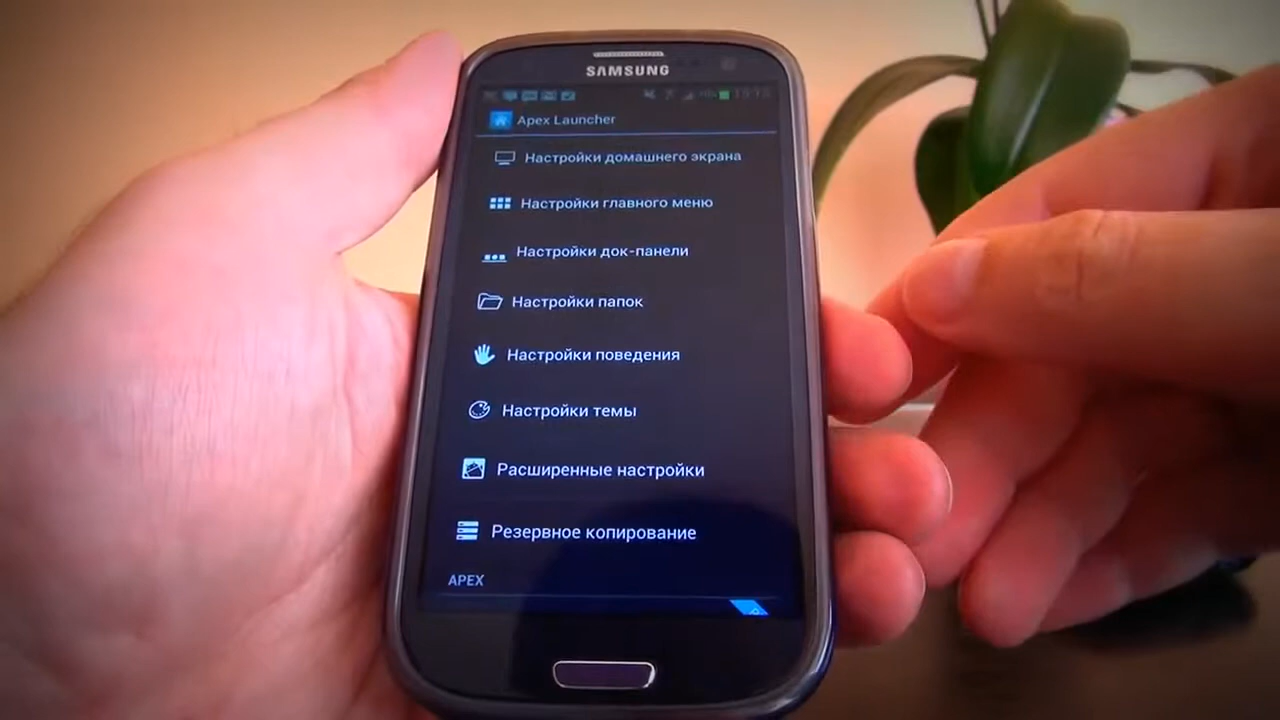 SAMSUNG
Apex Launcher
Настройки домашнего экрана
Настройки главного меню
Настройки док-панели
Настройки папок
Настройки поведения
Настройки темы
Расширенные настройки
Резервное копирование
APEX